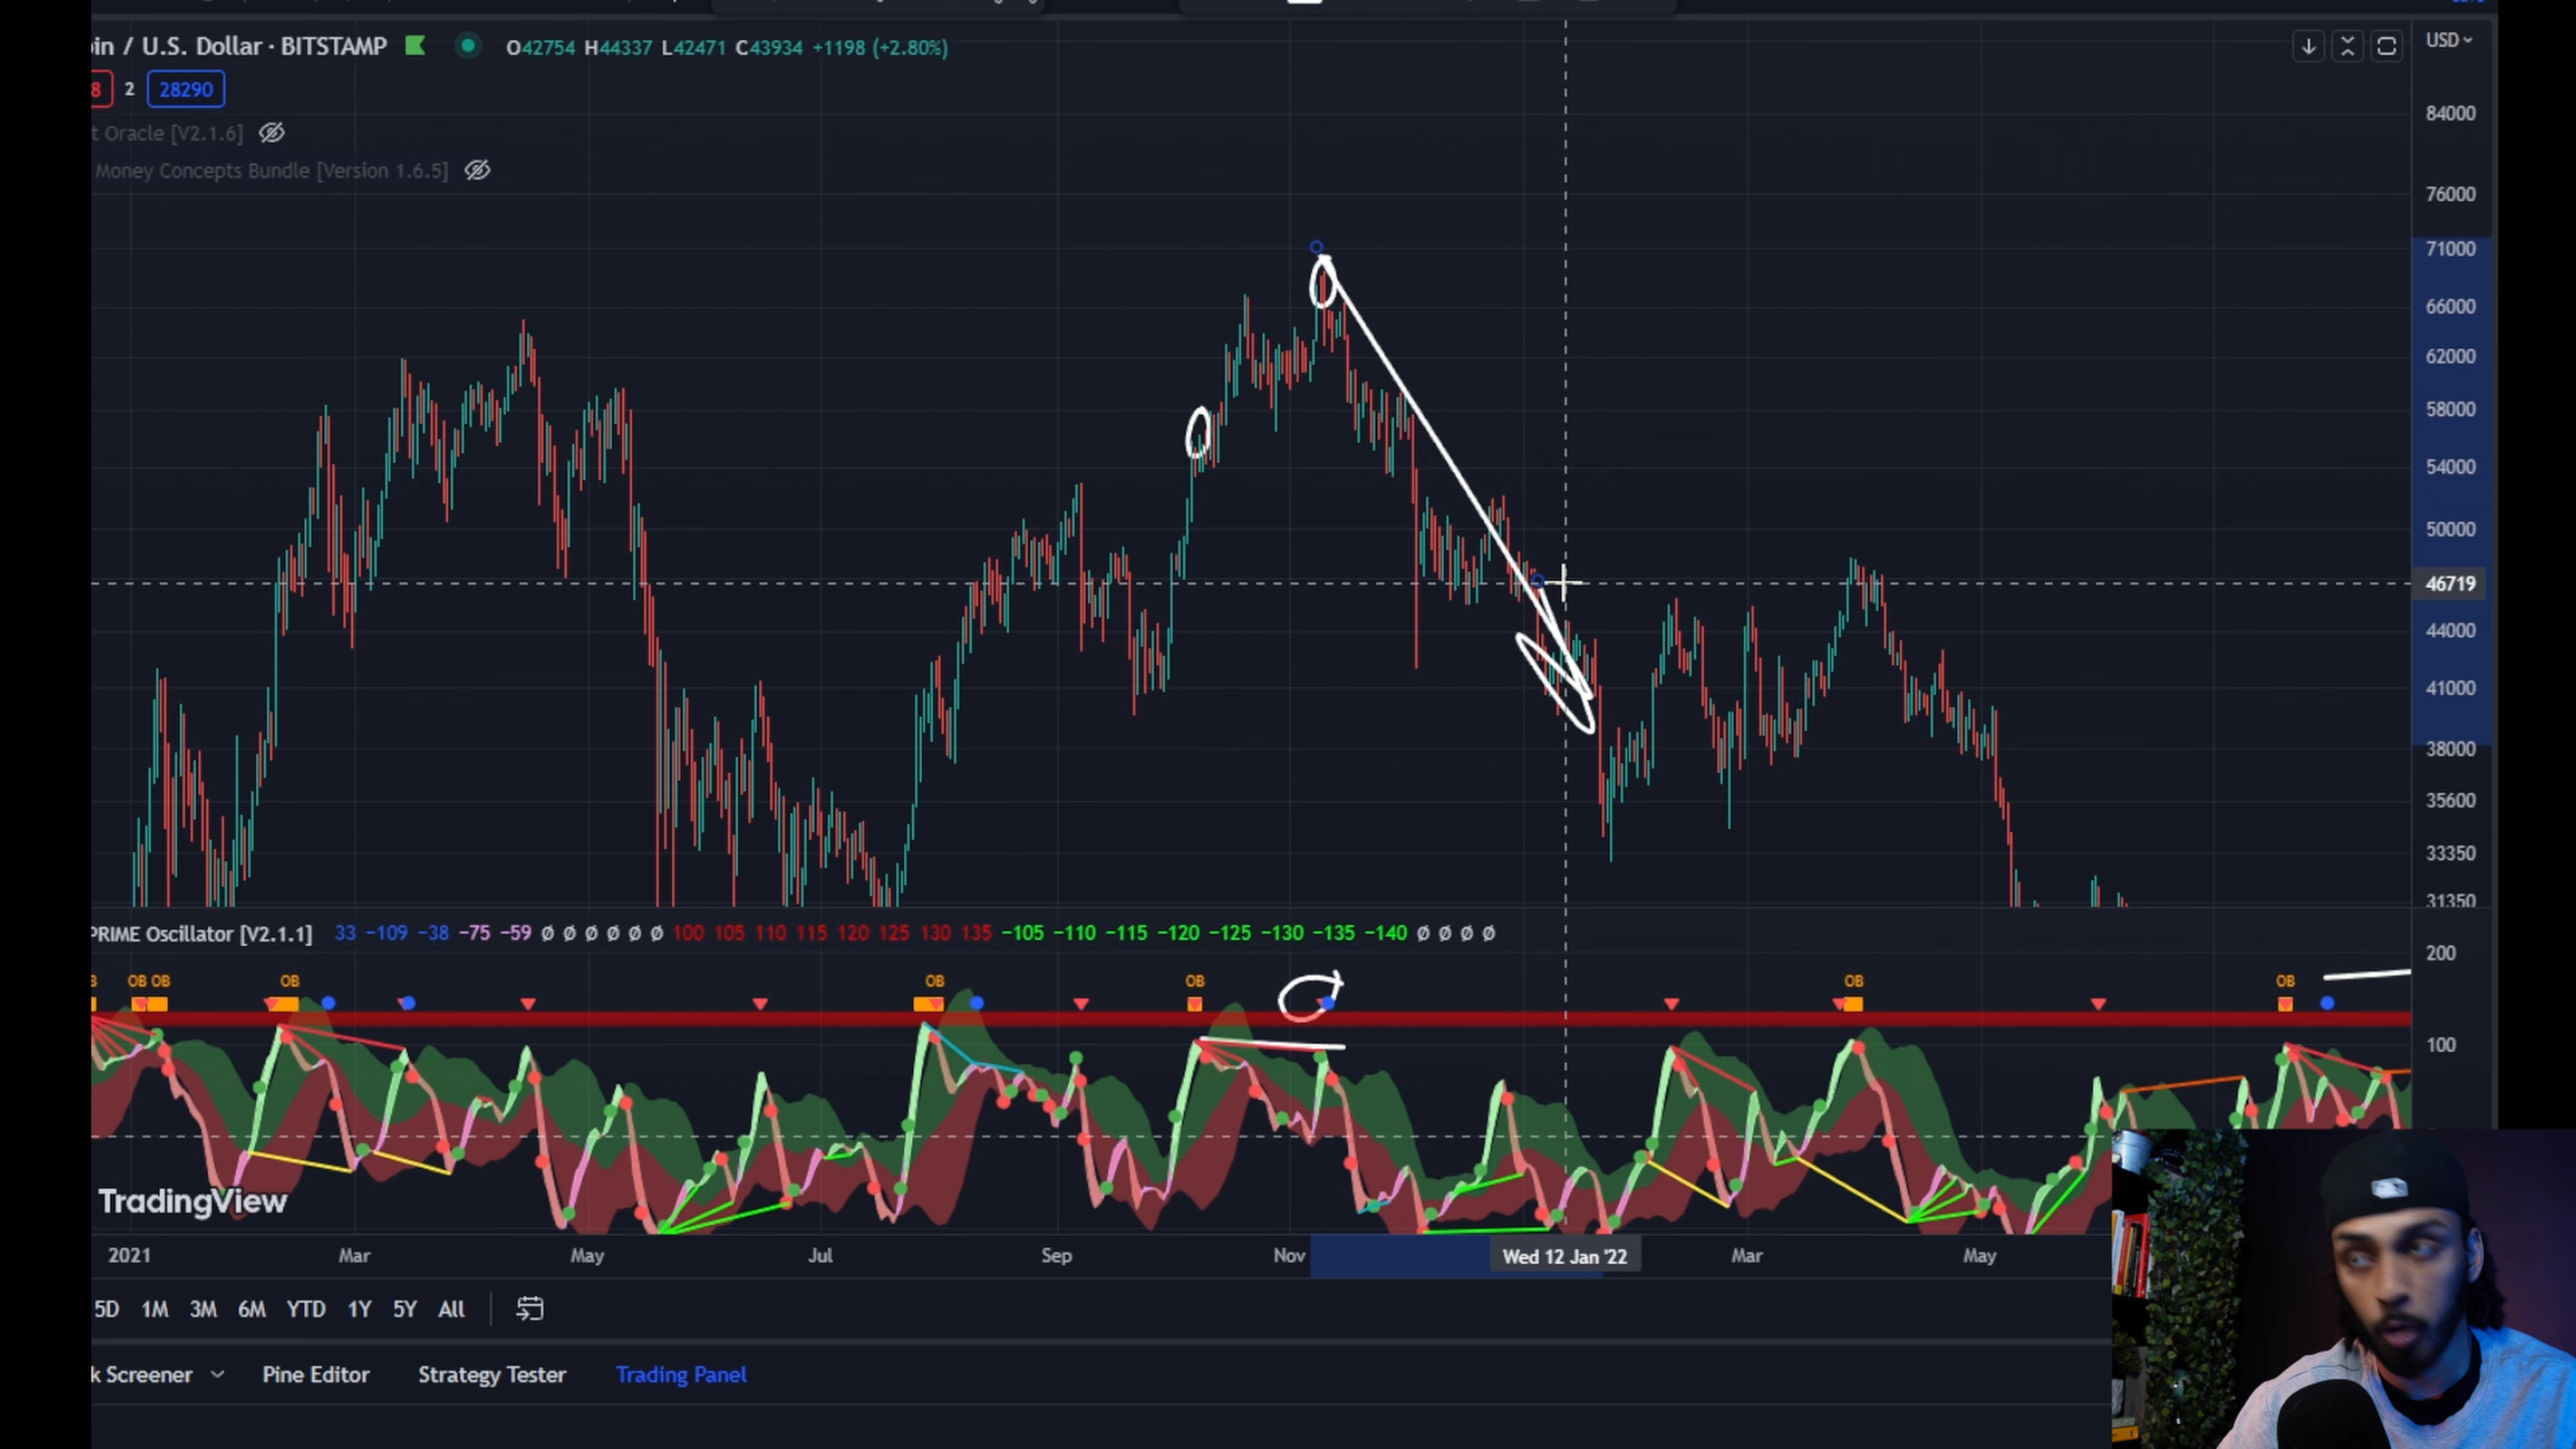 in / U.S. Dollar · BITSTAMP O42754 H44337 L42471 C43934 +1198 (+2.80%)
USD
8 2 28290
t Oracle [V2.1.6]
Money Concepts Bundle [Version 1.6.5]
84000
76000
71000
66000
62000
58000
54000
50000
46719
44000
41000
38000
35600
33350
31350
PRIME Oscillator [V2.1.1] 33 −109 −38 −75 −59 Ø Ø Ø Ø Ø Ø 100 105 110 115 120 125 130 135 −105 −110 −115 −120 −125 −130 −135 −140 Ø Ø Ø Ø
200
B OB OB OB OB OB OB OB
100
TradingView
2021 Mar May Jul Sep Nov Wed 12 Jan '22 Mar May
5D 1M 3M 6M YTD 1Y 5Y All
k Screener Pine Editor Strategy Tester Trading Panel